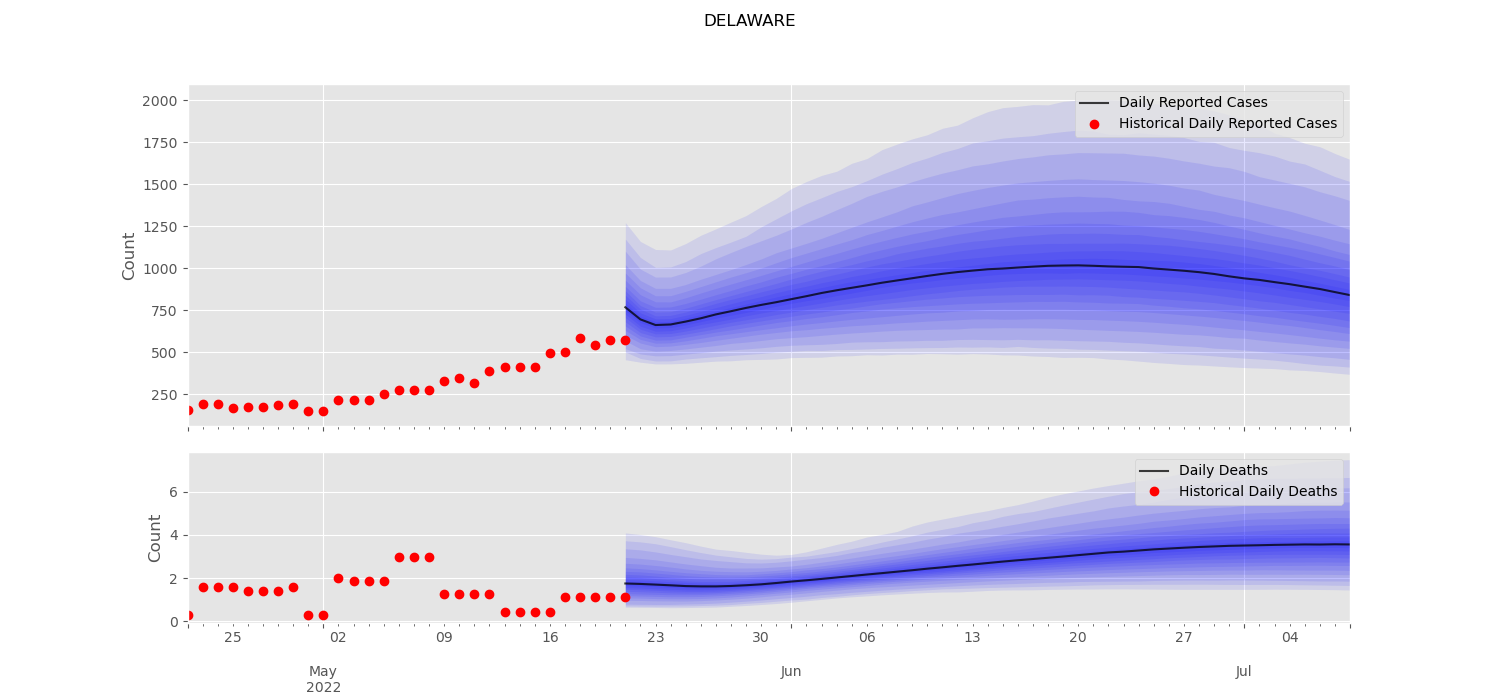 DELAWARE
2000
1750
1500
1250
1000
750
500
250
Count
Daily Reported Cases
Historical Daily Reported Cases
6
4
2
0
Count
Daily Deaths
Historical Daily Deaths
25 02 09 16 23 30 06 13 20 27 04
May Jun Jul
2022